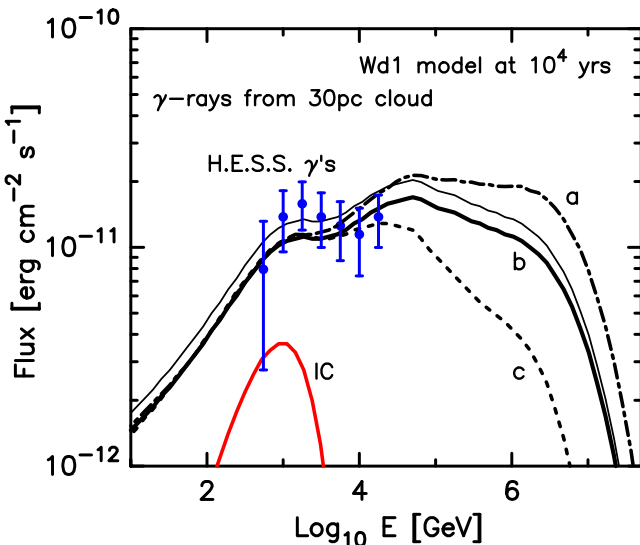 10⁻¹⁰
Wd1 model at 10⁴ yrs
γ-rays from 30pc cloud
H.E.S.S. γ's
a
10⁻¹¹
b
IC
c
10⁻¹²
2 4 6
Flux [erg cm⁻² s⁻¹]
Log₁₀ E [GeV]